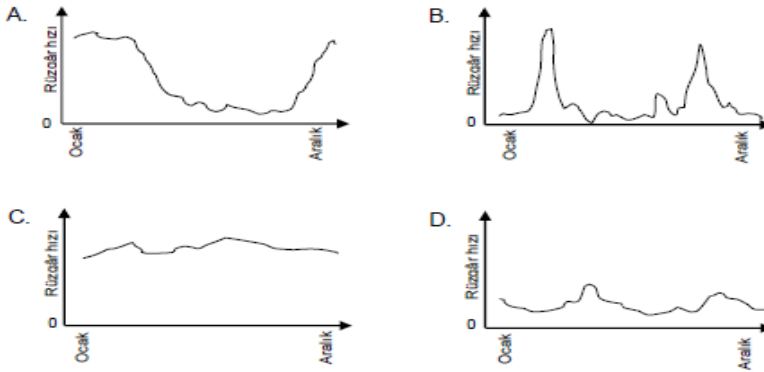 A.
Rüzgâr hızı
0
Ocak
Aralık
B.
Rüzgâr hızı
0
Ocak
Aralık
C.
Rüzgâr hızı
0
Ocak
Aralık
D.
Rüzgâr hızı
0
Ocak
Aralık